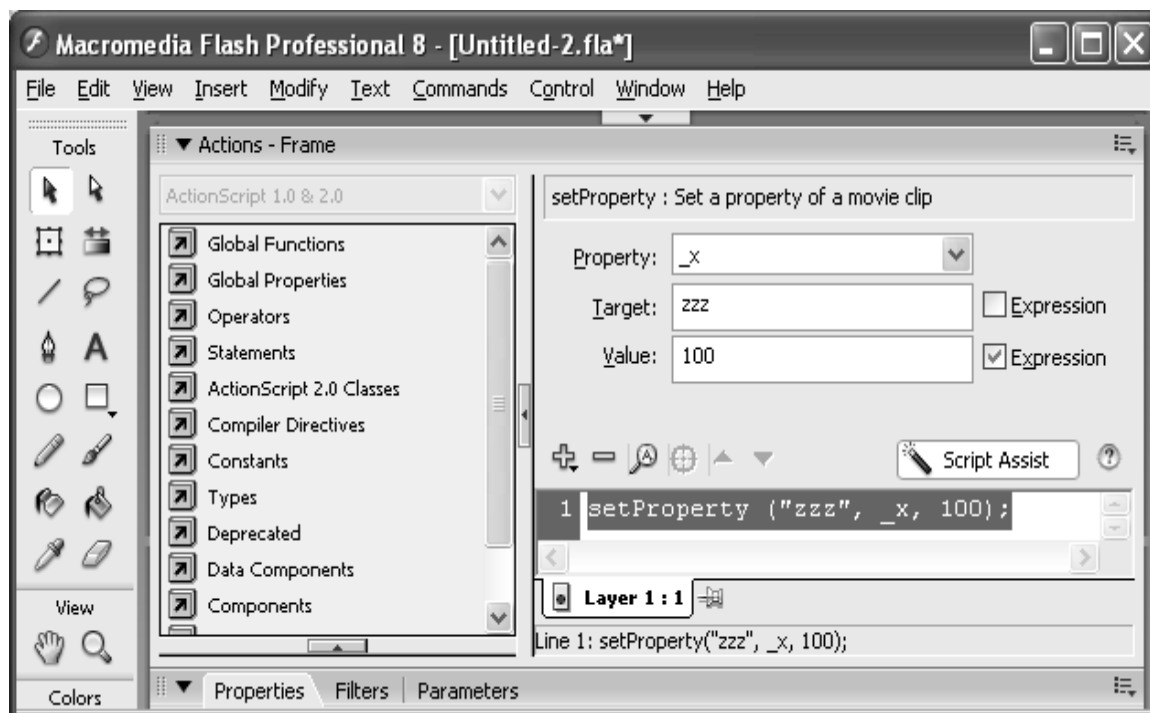 Macromedia Flash Professional 8 - [Untitled-2.fla*]
File Edit View Insert Modify Text Commands Control Window Help
Tools
Actions - Frame
ActionScript 1.0 & 2.0
Global Functions
Global Properties
Operators
Statements
ActionScript 2.0 Classes
Compiler Directives
Constants
Types
Deprecated
Data Components
Components
setProperty : Set a property of a movie clip
Property: _x
Target: zzz Expression
Value: 100 Expression
Script Assist
1 setProperty ("zzz", _x, 100);
Layer 1 : 1
Line 1: setProperty("zzz", _x, 100);
View
Colors
Properties Filters Parameters